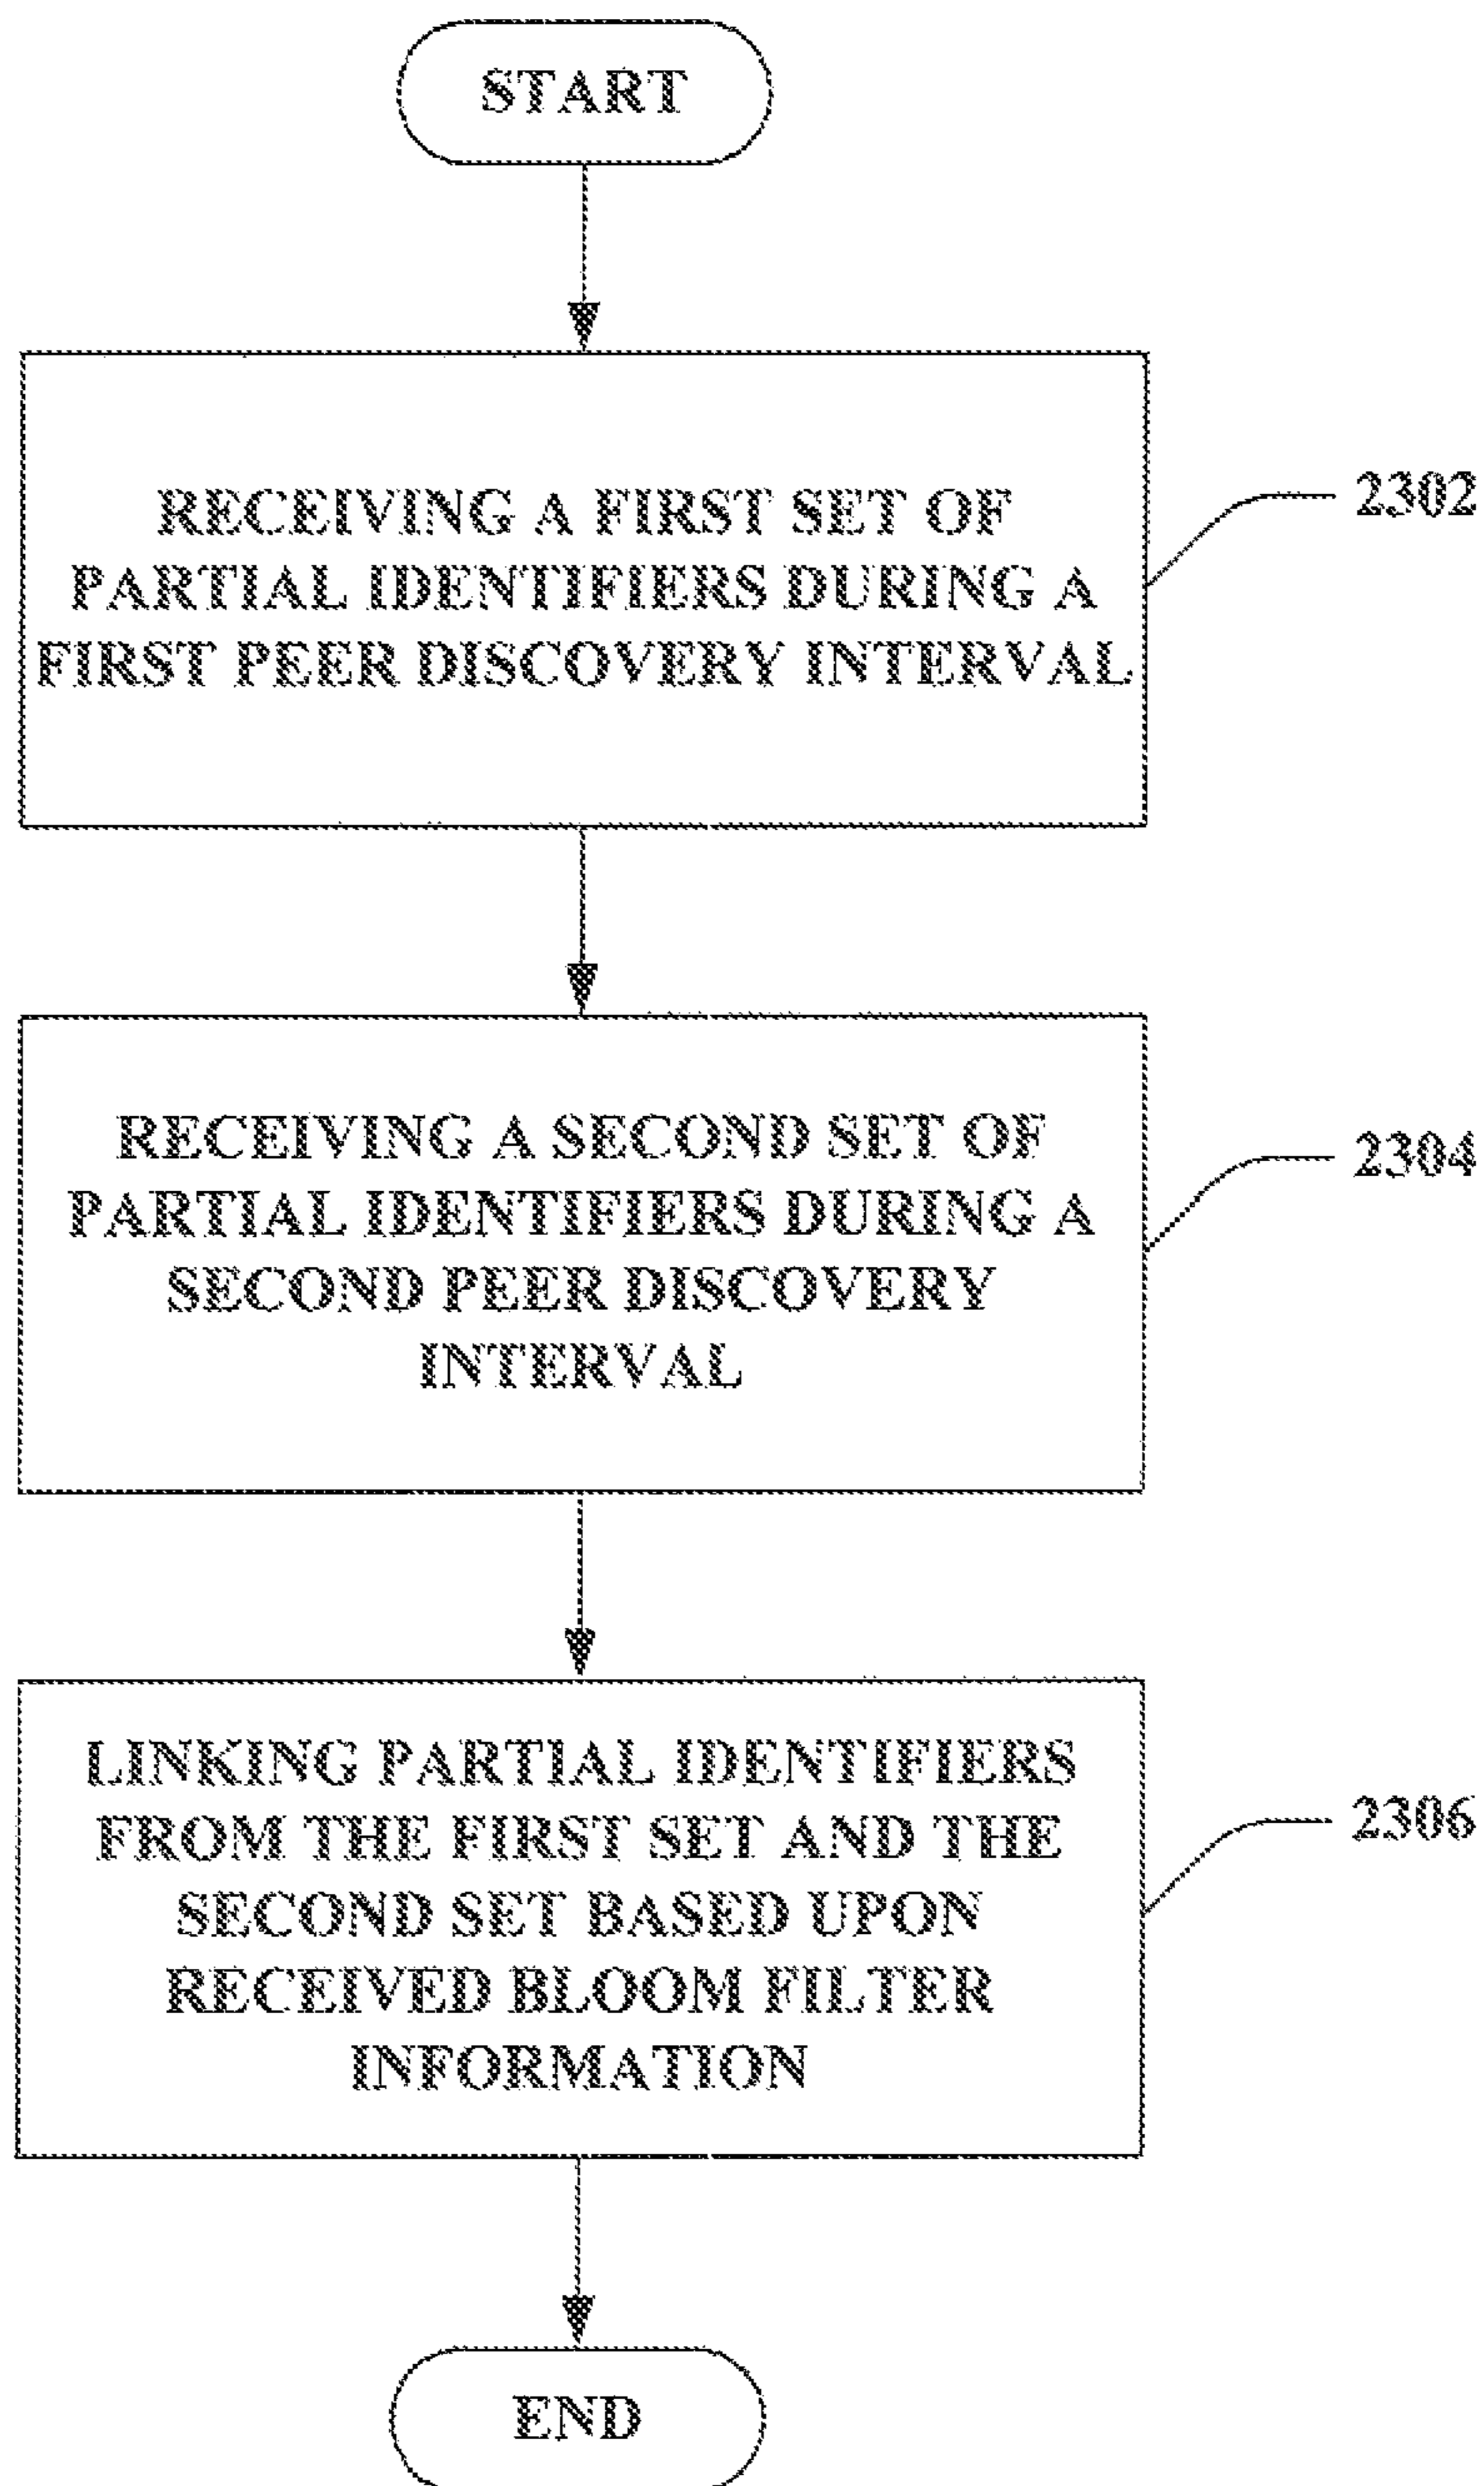 START
RECEIVING A FIRST SET OF
PARTIAL IDENTIFIERS DURING A
FIRST PEER DISCOVERY INTERVAL
2302
RECEIVING A SECOND SET OF
PARTIAL IDENTIFIERS DURING A
SECOND PEER DISCOVERY
INTERVAL
2304
LINKING PARTIAL IDENTIFIERS
FROM THE FIRST SET AND THE
SECOND SET BASED UPON
RECEIVED BLOOM FILTER
INFORMATION
2306
END